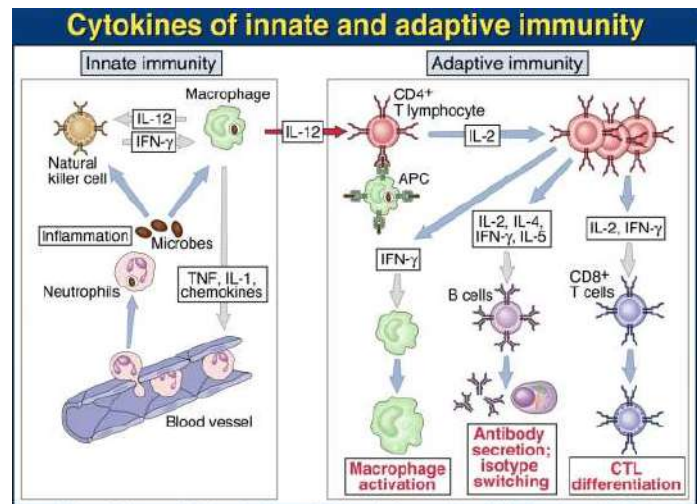 Cytokines of innate and adaptive immunity
Innate immunity
Macrophage
IL-12
IFN-γ
Natural
killer cell
Inflammation
Microbes
Neutrophils
TNF, IL-1,
chemokines
Blood vessel
IL-12
Adaptive immunity
CD4+
T lymphocyte
IL-2
APC
IFN-γ
IL-2, IL-4,
IFN-γ, IL-5
IL-2, IFN-γ
B cells
CD8+
T cells
Macrophage
activation
Antibody
secretion;
isotype
switching
CTL
differentiation